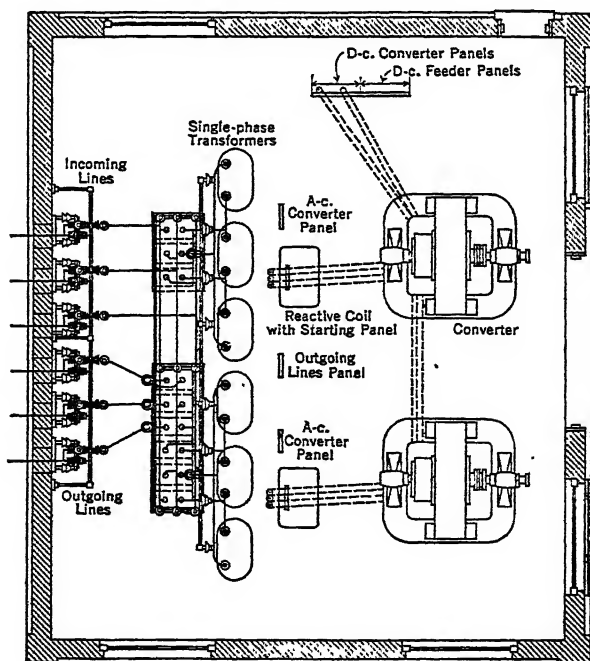 D-c. Converter Panels
D-c. Feeder Panels
Single-phase
Transformers
Incoming
Lines
A-c.
Converter
Panel
Reactive Coil
with Starting Panel
Converter
Outgoing
Lines Panel
A-c.
Converter
Panel
Outgoing
Lines